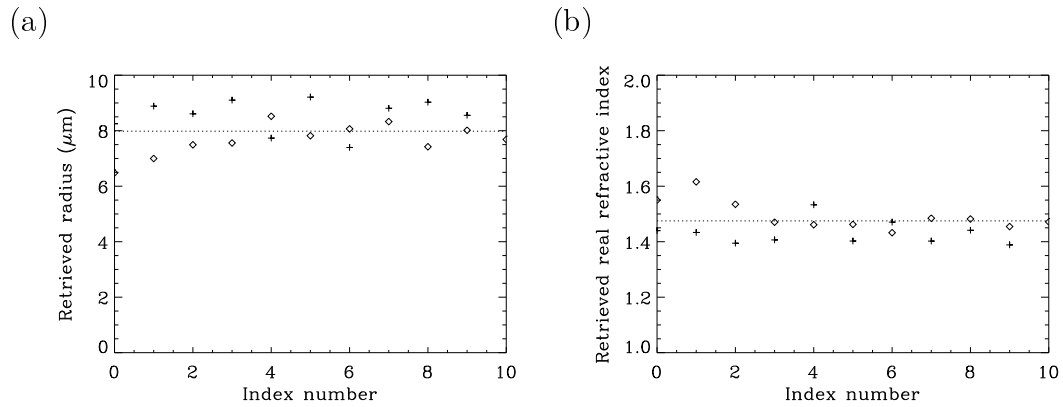 (a)
(b)
Retrieved radius (μm)
10
8
6
4
2
0
0 2 4 6 8 10
Index number
Retrieved real refractive index
2.0
1.8
1.6
1.4
1.2
1.0
0 2 4 6 8 10
Index number